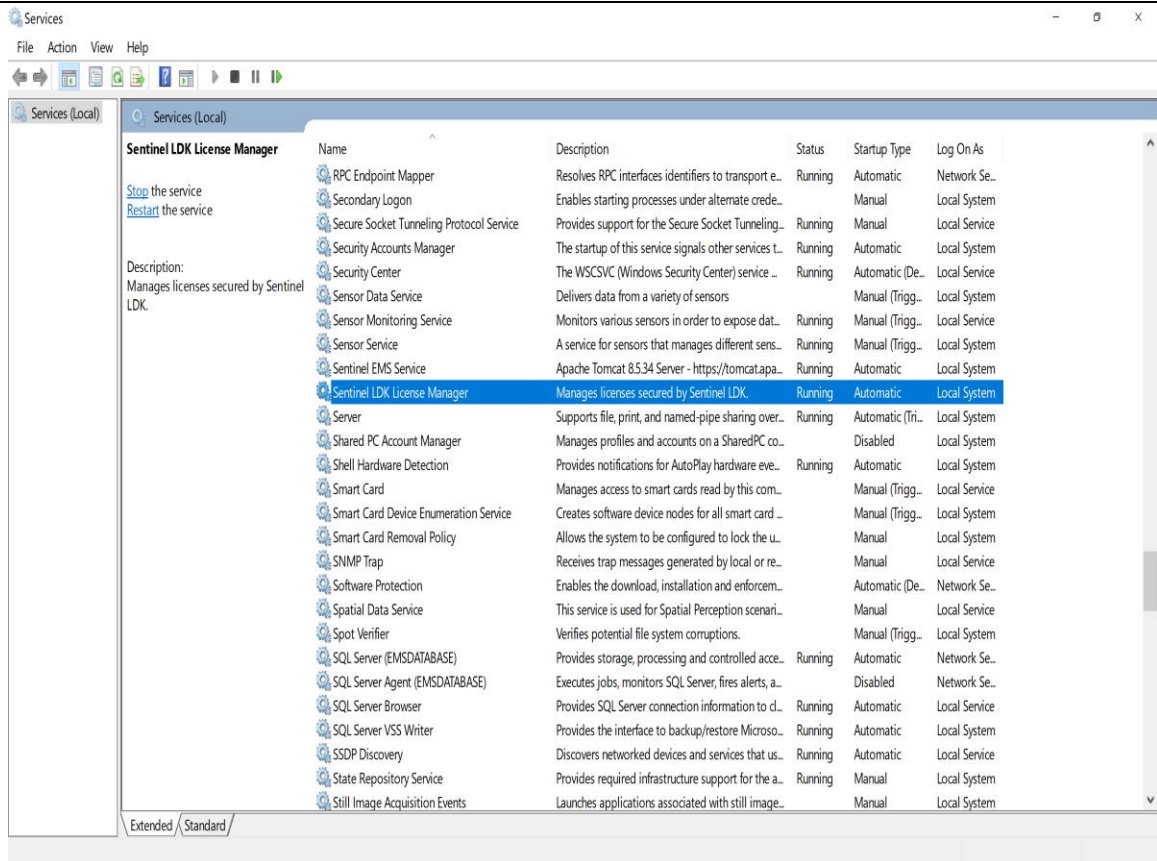 Services
File Action View Help
Services (Local)
Services (Local)
Sentinel LDK License Manager
Stop the service
Restart the service
Description:
Manages licenses secured by Sentinel
LDK.
Name Description Status Startup Type Log On As
RPC Endpoint Mapper Resolves RPC interfaces identifiers to transport e... Running Automatic Network Se...
Secondary Logon Enables starting processes under alternate crede... Manual Local System
Secure Socket Tunneling Protocol Service Provides support for the Secure Socket Tunneling... Running Manual Local Service
Security Accounts Manager The startup of this service signals other services t... Running Automatic Local System
Security Center The WSCSVC (Windows Security Center) service ... Running Automatic (De... Local Service
Sensor Data Service Delivers data from a variety of sensors Manual (Trigg... Local System
Sensor Monitoring Service Monitors various sensors in order to expose dat... Running Manual (Trigg... Local Service
Sensor Service A service for sensors that manages different sens... Running Manual (Trigg... Local System
Sentinel EMS Service Apache Tomcat 8.5.34 Server - https://tomcat.apa... Running Automatic Local System
Sentinel LDK License Manager Manages licenses secured by Sentinel LDK. Running Automatic Local System
Server Supports file, print, and named-pipe sharing over... Running Automatic (Tri... Local System
Shared PC Account Manager Manages profiles and accounts on a SharedPC co... Disabled Local System
Shell Hardware Detection Provides notifications for AutoPlay hardware eve... Running Automatic Local System
Smart Card Manages access to smart cards read by this com... Manual (Trigg... Local Service
Smart Card Device Enumeration Service Creates software device nodes for all smart card ... Manual (Trigg... Local System
Smart Card Removal Policy Allows the system to be configured to lock the u... Manual Local System
SNMP Trap Receives trap messages generated by local or re... Manual Local Service
Software Protection Enables the download, installation and enforcem... Automatic (De... Network Se...
Spatial Data Service This service is used for Spatial Perception scenari... Manual Local Service
Spot Verifier Verifies potential file system corruptions. Manual (Trigg... Local System
SQL Server (EMSDATABASE) Provides storage, processing and controlled acce... Running Automatic Network Se...
SQL Server Agent (EMSDATABASE) Executes jobs, monitors SQL Server, fires alerts, a... Disabled Network Se...
SQL Server Browser Provides SQL Server connection information to cl... Running Automatic Local Service
SQL Server VSS Writer Provides the interface to backup/restore Microso... Running Automatic Local System
SSDP Discovery Discovers networked devices and services that us... Running Automatic Local Service
State Repository Service Provides required infrastructure support for the a... Running Manual Local System
Still Image Acquisition Events Launches applications associated with still image... Manual Local System
Extended Standard